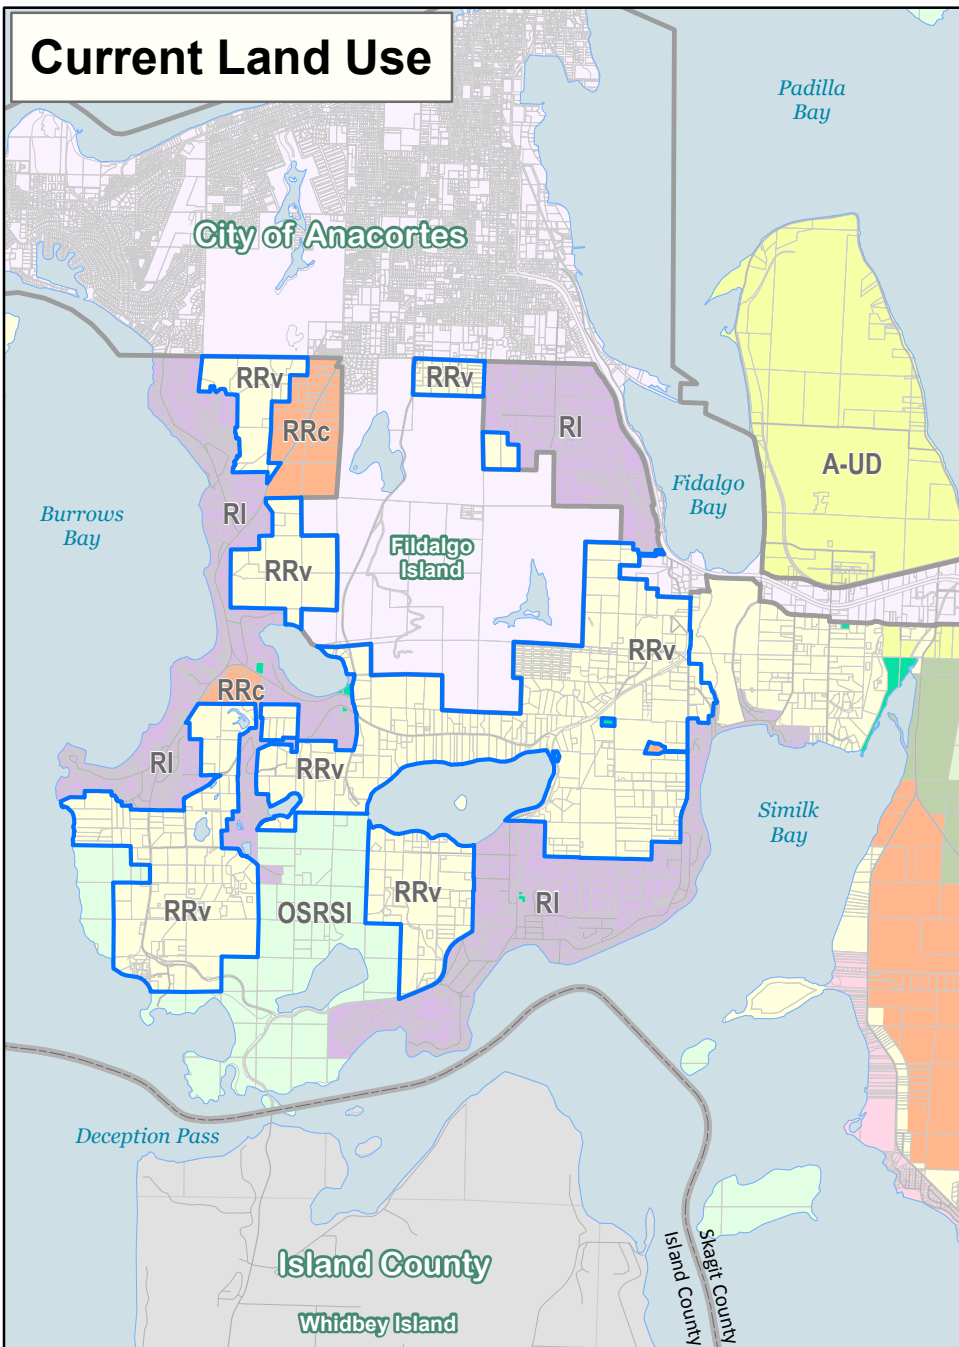 Current Land Use
Padilla
Bay
City of Anacortes
RRv
RRv
RRc
RI
A-UD
Fidalgo
Bay
Burrows
Bay
RI
Fildalgo
Island
RRv
RRv
RRc
RI
RRv
Similk
Bay
RRv
OSRSI
RRv
RI
Deception Pass
Island County
Skagit County
Island County
Whidbey Island